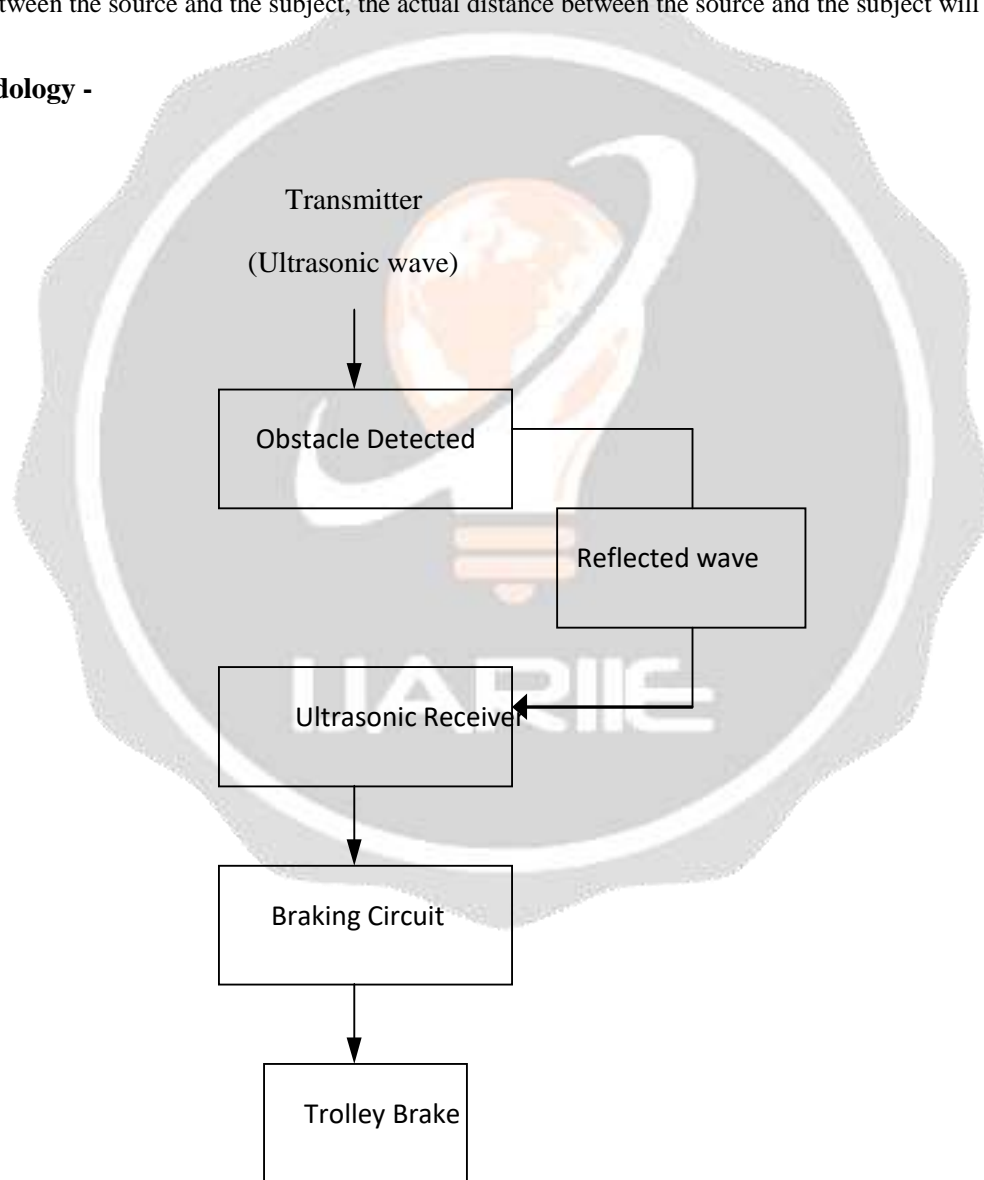 tween the source and the subject, the actual distance between the source and the subject will
dology -
Transmitter
(Ultrasonic wave)
Obstacle Detected
Reflected wave
IJARIIE
Ultrasonic Receiver
Braking Circuit
Trolley Brake